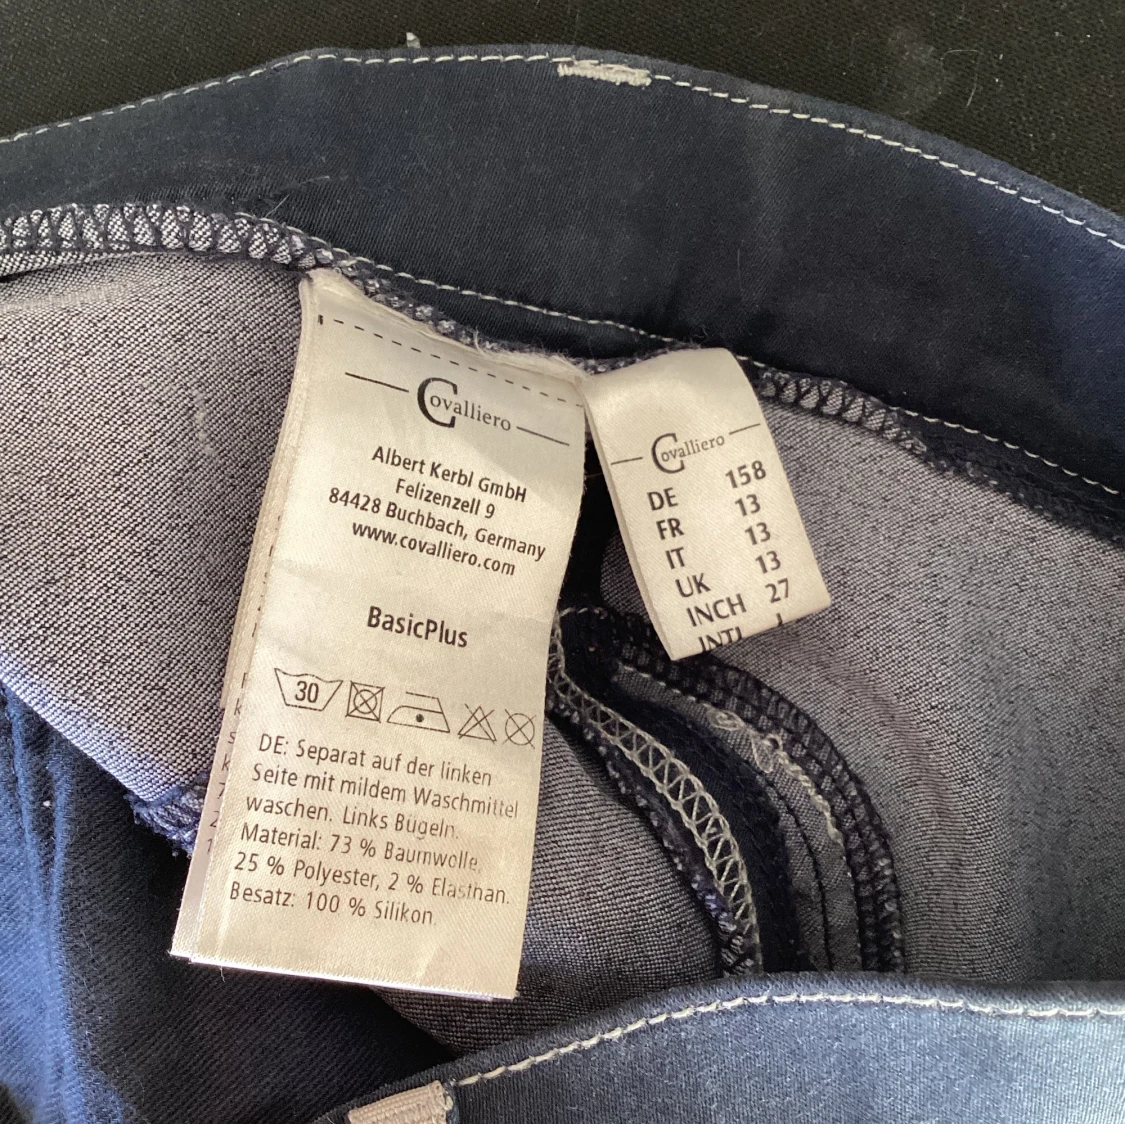 Covalliero
Albert Kerbl GmbH
Felizenzell 9
84428 Buchbach, Germany
www.covalliero.com
BasicPlus
30
DE: Separat auf der linken
Seite mit mildem Waschmittel
waschen. Links Bügeln.
Material: 73 % Baumwolle,
25 % Polyester, 2 % Elasthan.
Besatz: 100 % Silikon.
Covalliero
DE 158
FR 13
IT 13
UK 13
INCH 27
INTL